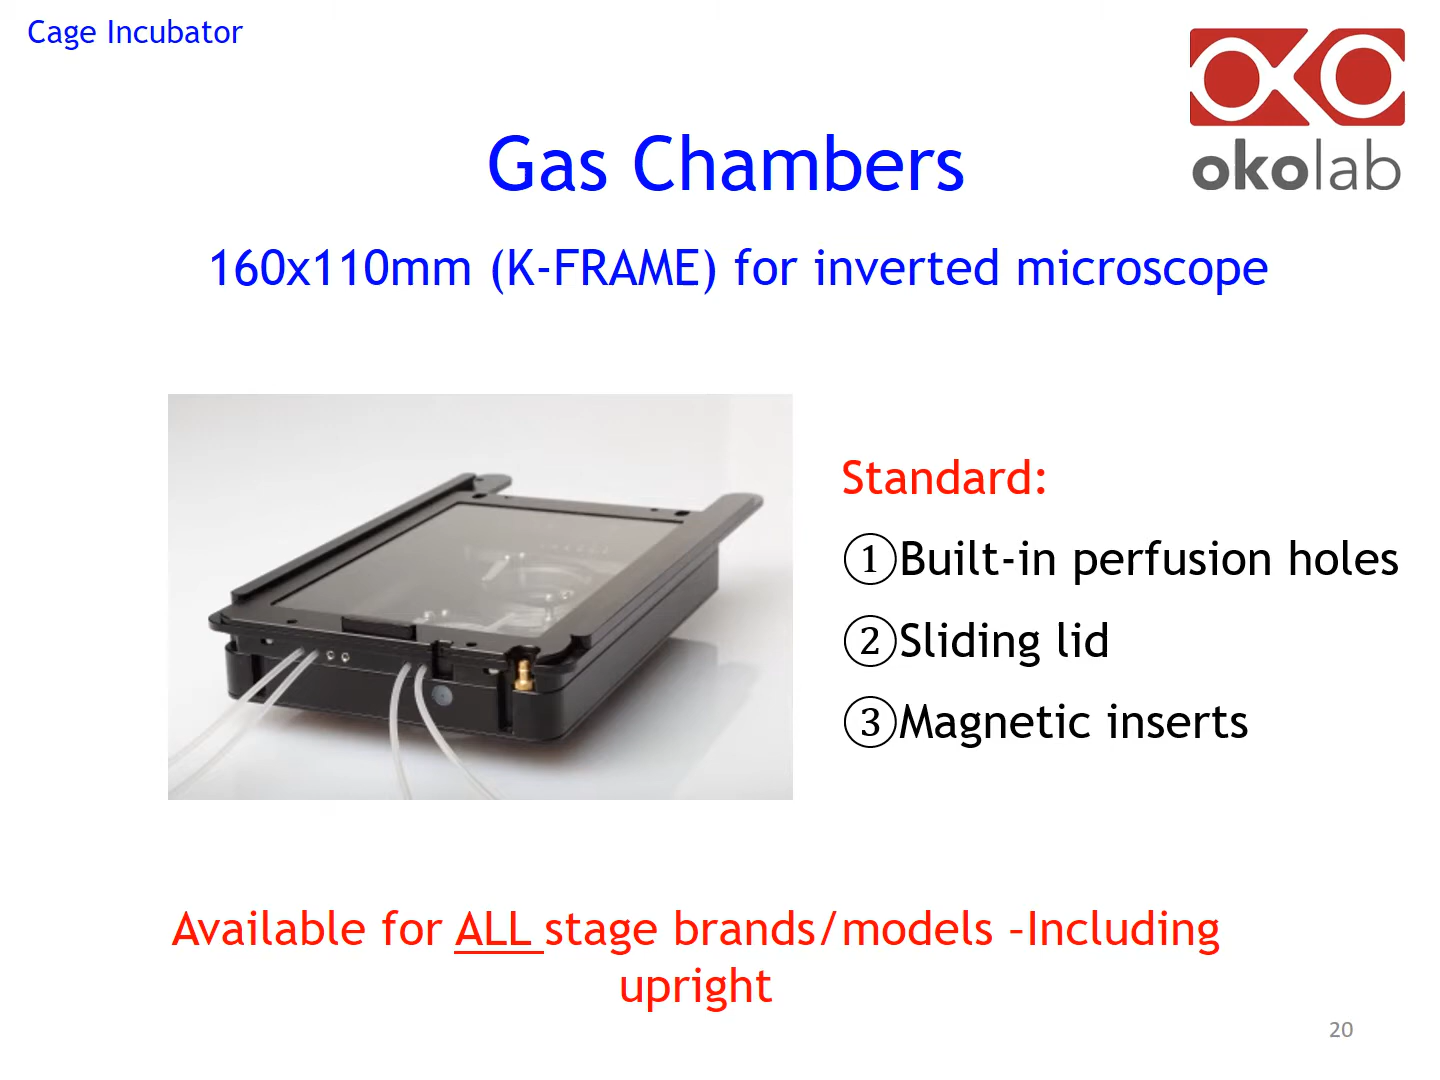 Cage Incubator
okolab
Gas Chambers
160x110mm (K-FRAME) for inverted microscope
Standard:
①Built-in perfusion holes
②Sliding lid
③Magnetic inserts
Available for ALL stage brands/models –Including
upright
20